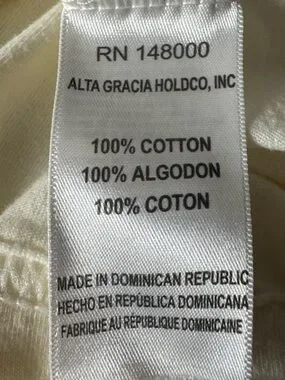 RN 148000
ALTA GRACIA HOLDCO, INC
100% COTTON
100% ALGODON
100% COTON
MADE IN DOMINICAN REPUBLIC
HECHO EN REPÚBLICA DOMINICANA
FABRIQUE AU RÉPUBLIQUE DOMINICAINE